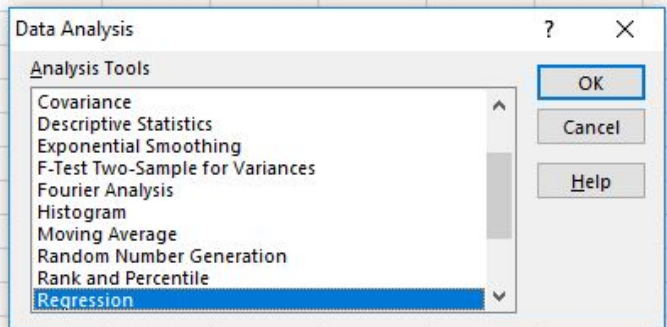 Data Analysis ? ×
Analysis Tools
Covariance
Descriptive Statistics
Exponential Smoothing
F-Test Two-Sample for Variances
Fourier Analysis
Histogram
Moving Average
Random Number Generation
Rank and Percentile
Regression
OK
Cancel
Help